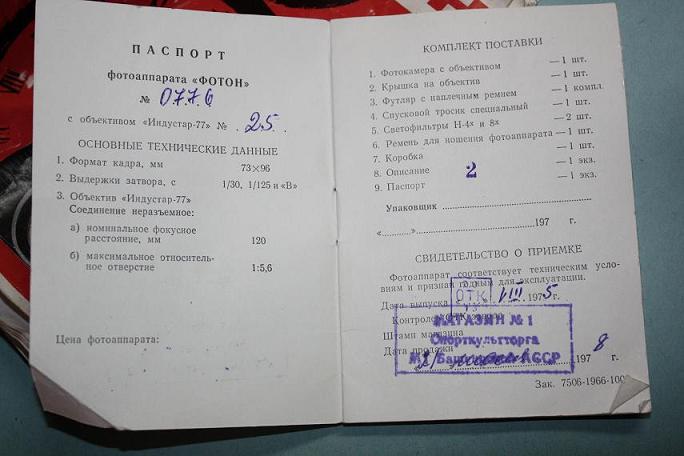 ПАСПОРТ
фотоаппарата «ФОТОН»
№ 0776
с объективом «Индустар-77» № 25.
ОСНОВНЫЕ ТЕХНИЧЕСКИЕ ДАННЫЕ
1. Формат кадра, мм 73×96
2. Выдержки затвора, с 1/30, 1/125 и «В»
3. Объектив «Индустар-77»
Соединение неразъемное:
а) номинальное фокусное
расстояние, мм 120
б) максимальное относитель-
ное отверстие 1:5,6
Цена фотоаппарата:
КОМПЛЕКТ ПОСТАВКИ
1. Фотокамера с объективом — 1 шт.
2. Крышка на объектив — 1 шт.
3. Футляр с наплечным ремнем — 1 компл.
4. Спусковой тросик специальный — 1 шт.
5. Светофильтры Н-4х и 8х — 2 шт.
6. Ремень для ношения фотоаппарата — 1 шт.
7. Коробка — 1 шт.
8. Описание — 1 экз.
9. Паспорт — 1 экз.
2
Упаковщик
«............» 197 г.
СВИДЕТЕЛЬСТВО О ПРИЕМКЕ
Фотоаппарат соответствует техническим усло-
виям и признан годным для эксплуатации.
Дата выпуска VIII 1975
ОТК
Контролер ОТК
Штамп магазина
Дата продажи
МАГАЗИН № 1
Спорткультторга
АССР
1978 г.
Зак. 7506-1966-100